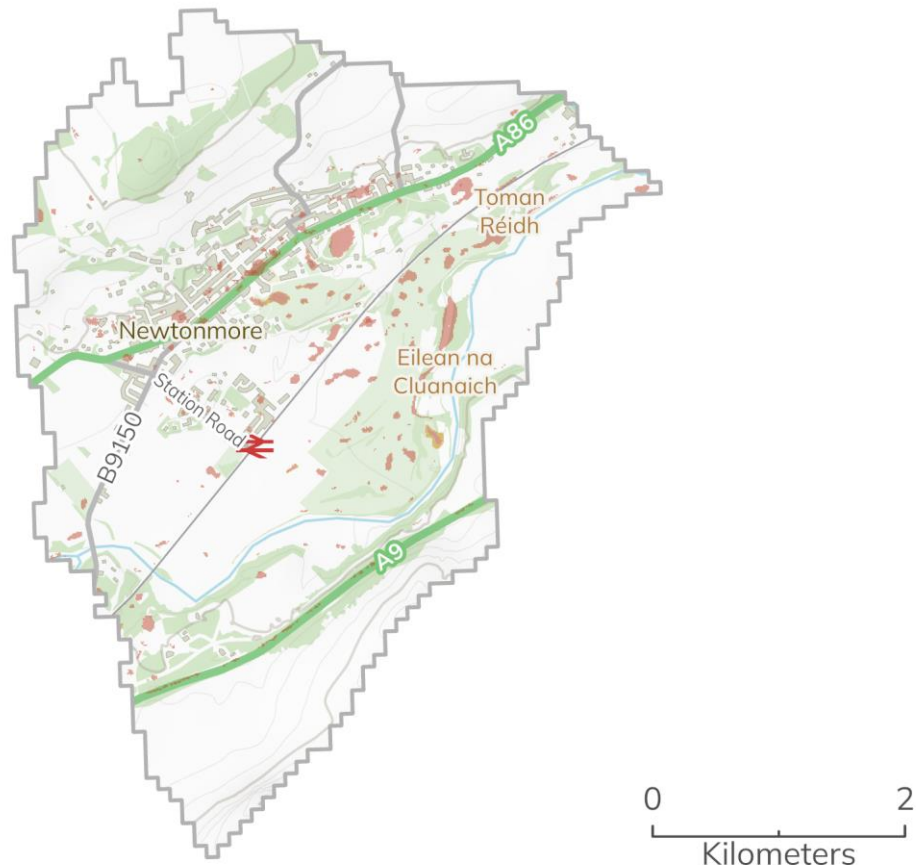 A86
Toman
Réidh
Newtonmore
Eilean na
Cluanaich
Station Road
B9150
A9
0 2
Kilometers